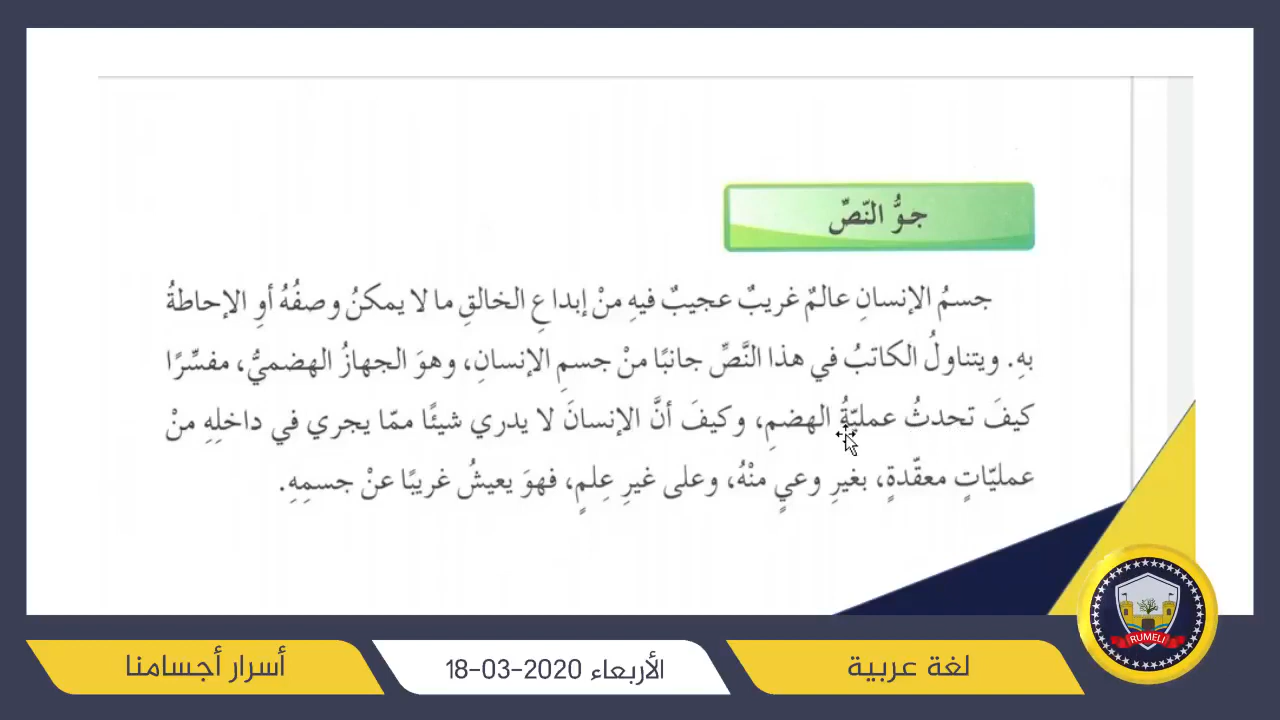 جوُّ النّصِّ
جسمُ الإنسانِ عالمٌ غريبٌ عجيبٌ فيهِ منْ إبداعِ الخالقِ ما لا يمكنُ وصفُهُ أوِ الإحاطةُ
بهِ. ويتناولُ الكاتبُ في هذا النَّصِّ جانبًا منْ جسمِ الإنسانِ، وهوَ الجهازُ الهضميُّ، مفسِّرًا
كيفَ تحدثُ عمليّةُ الهضمِ، وكيفَ أنَّ الإنسانَ لا يدري شيئًا ممّا يجري في داخلِهِ منْ
عمليّاتٍ معقّدةٍ، بغيرِ وعيٍ منْهُ، وعلى غيرِ عِلمٍ، فهوَ يعيشُ غريبًا عنْ جسمِهِ.
RUMELI
لغة عربية
الأربعاء 2020-03-18
أسرار أجسامنا